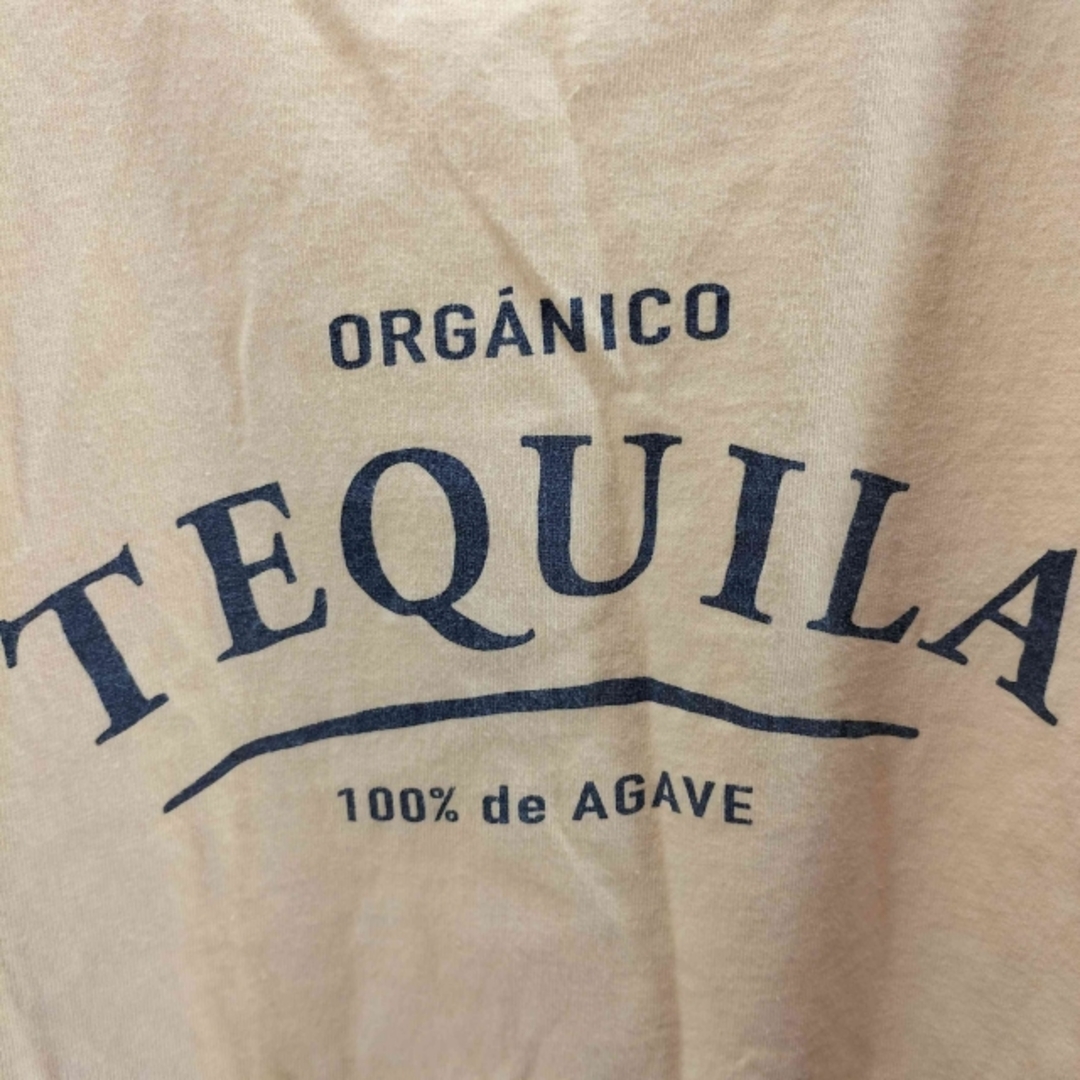 ORGÁNICO
TEQUILA
100% de AGAVE